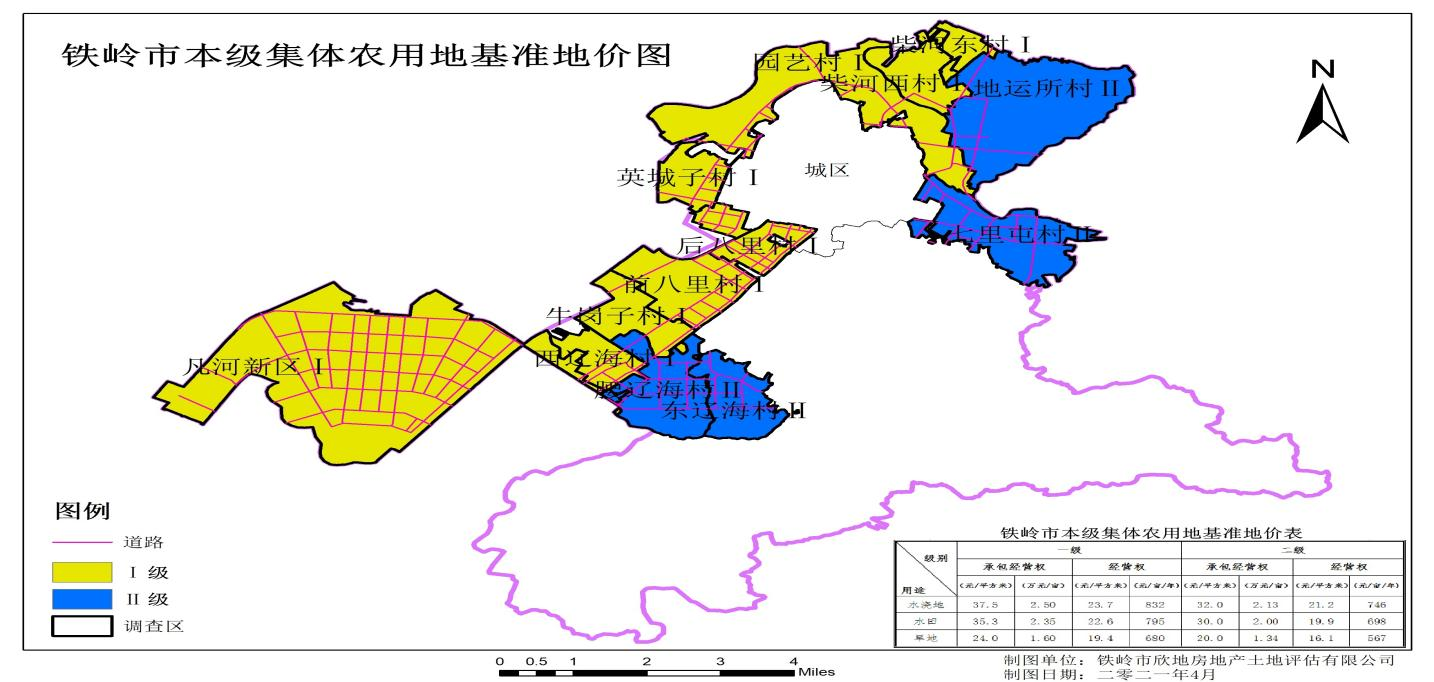 铁岭市本级集体农用地基准地价图
柴河东村 I
园艺村 I
柴河西村 I
地运所村 II
N
城区
英城子村 I
七里屯村 II
后八里村 I
前八里村 I
牛岗子村 I
西辽海村 I
凡河新区 I
腰辽海村 II
东辽海村 II
图例
道路
I 级
II 级
调查区
铁岭市本级集体农用地基准地价表
级别 一级 二级
承包经营权 经营权 承包经营权 经营权
用途 (元/平方米) (万元/亩) (元/平方米) (元/亩/年) (元/平方米) (万元/亩) (元/平方米) (元/亩/年)
水浇地 37.5 2.50 23.7 832 32.0 2.13 21.2 746
水田 35.3 2.35 22.6 795 30.0 2.00 19.9 698
旱地 24.0 1.60 19.4 680 20.0 1.34 16.1 567
0 0.5 1 2 3 4 Miles
制图单位：铁岭市欣地房地产土地评估有限公司
制图日期：二零二一年4月